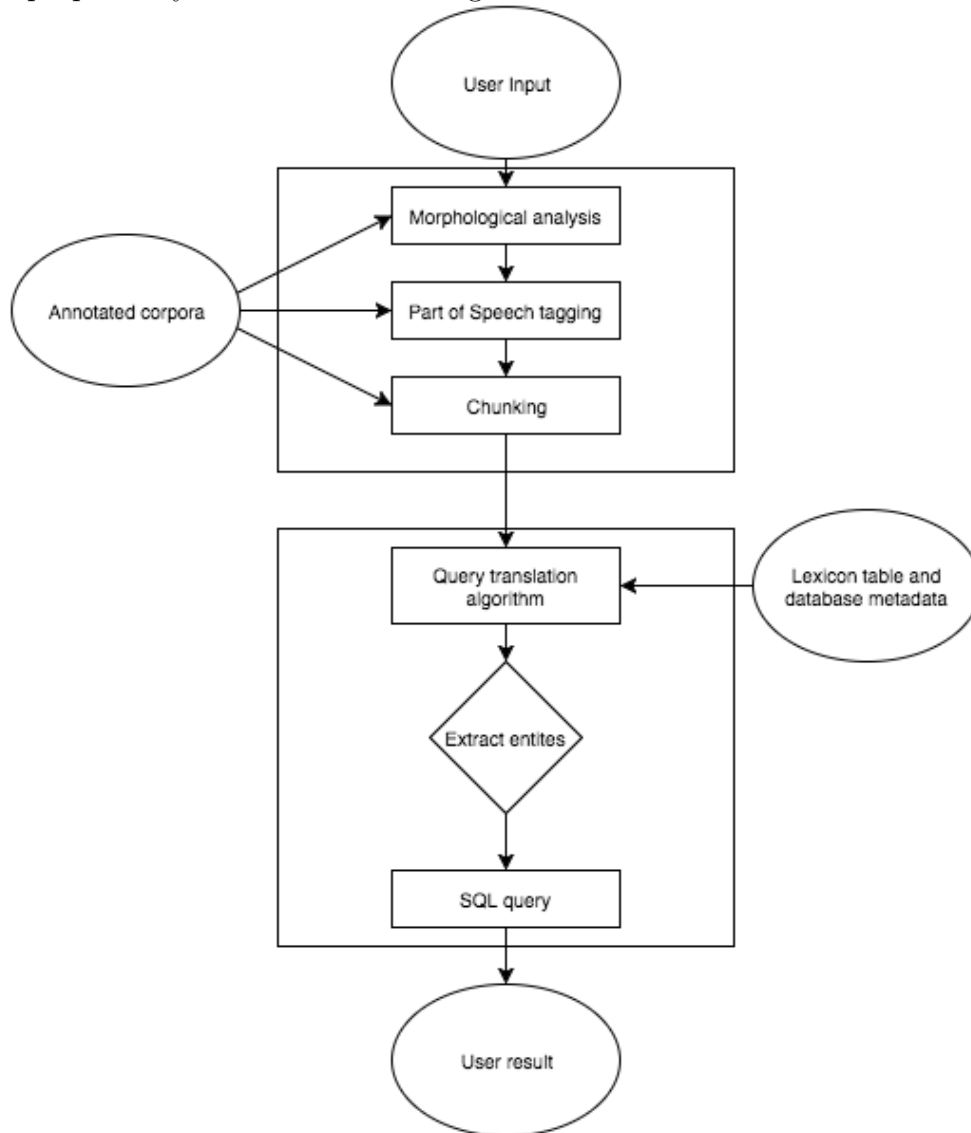 User Input
Morphological analysis
Annotated corpora
Part of Speech tagging
Chunking
Query translation
algorithm
Lexicon table and
database metadata
Extract entites
SQL query
User result